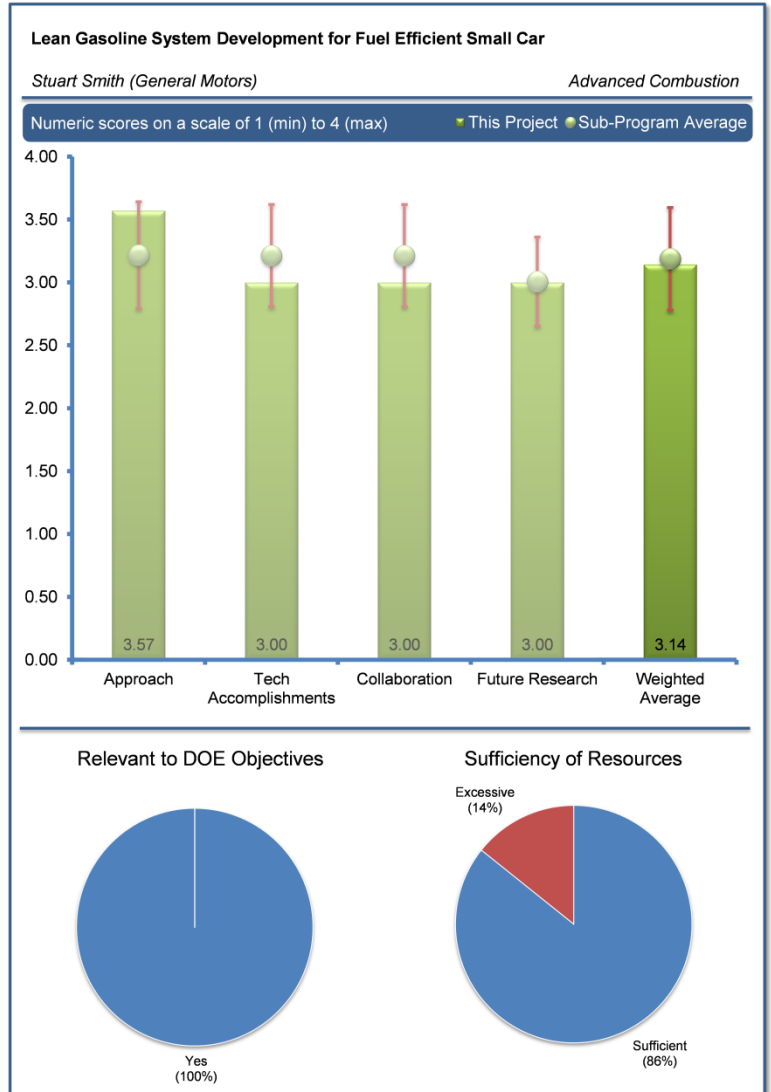 Lean Gasoline System Development for Fuel Efficient Small Car
Stuart Smith (General Motors) Advanced Combustion
Numeric scores on a scale of 1 (min) to 4 (max) This Project Sub-Program Average
4.00
3.50
3.00
2.50
2.00
1.50
1.00
0.50
0.00
3.57 3.00 3.00 3.00 3.14
Approach Tech Accomplishments Collaboration Future Research Weighted Average
Relevant to DOE Objectives
Yes
(100%)
Sufficiency of Resources
Excessive
(14%)
Sufficient
(86%)